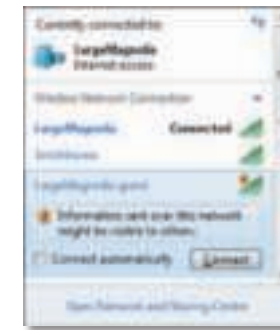 Currently connected to:
LargeMagnolia
Internet access
Wireless Network Connection
LargeMagnolia Connected
LargeMagnolia-guest
Information sent over this network
might be visible to others.
Connect automatically Connect
Open Network and Sharing Center